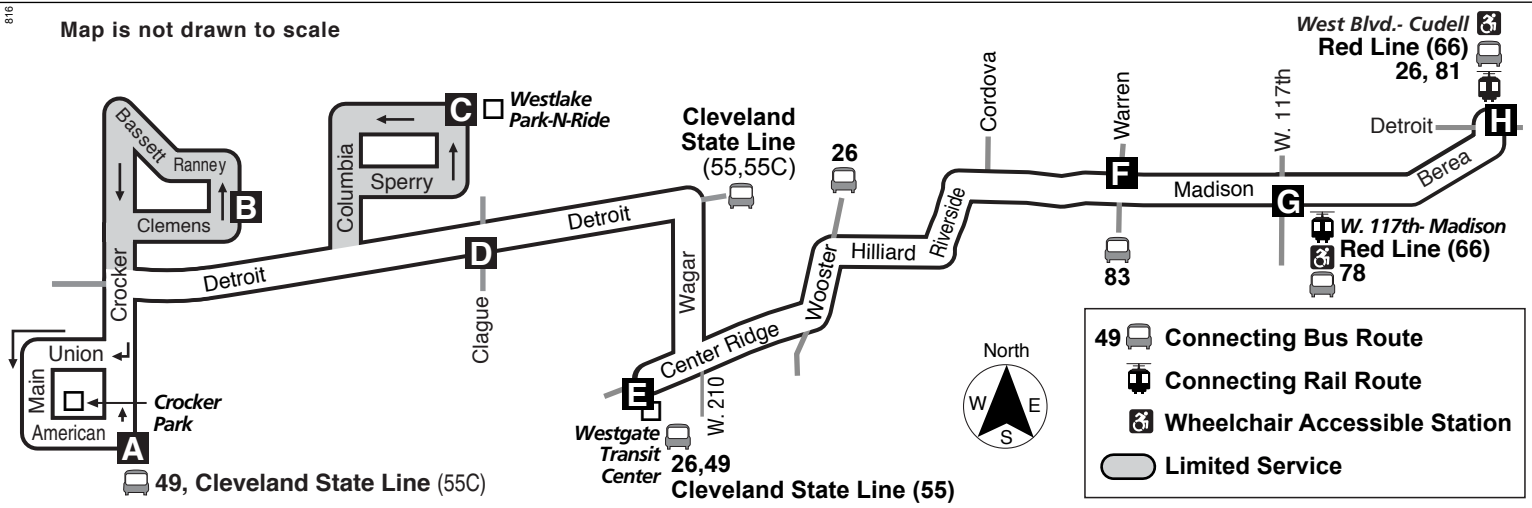 816
Map is not drawn to scale
Bassett
Ranney
B
Clemens
Crocker
Union
Main
American
A
Crocker
Park
49, Cleveland State Line (55C)
C
Westlake
Park-N-Ride
Columbia
Sperry
Detroit
D
Clague
Detroit
Cleveland
State Line
(55,55C)
Wagar
E
Center Ridge
W. 210
Westgate
Transit
Center
26,49
Cleveland State Line (55)
26
Wooster
Hilliard
Riverside
Cordova
Warren
F
83
Madison
W. 117th
G
W. 117th- Madison
Red Line (66)
78
Berea
Detroit
H
West Blvd.- Cudell
Red Line (66)
26, 81
North
W
E
S
49 Connecting Bus Route
Connecting Rail Route
Wheelchair Accessible Station
Limited Service